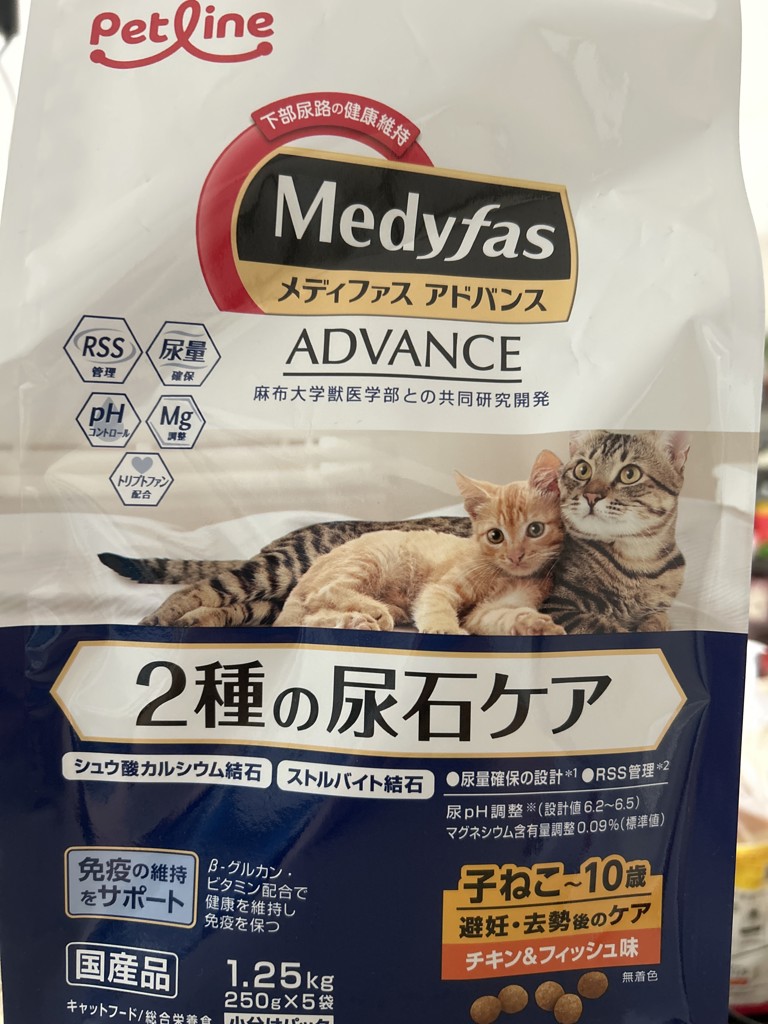 Petline
下部尿路の健康維持
Medyfas
メディファス アドバンス
ADVANCE
麻布大学獣医学部との共同研究開発
RSS
管理
尿量
確保
pH
コントロール
Mg
調整
トリプトファン
配合
2種の尿石ケア
シュウ酸カルシウム結石
ストルバイト結石
●尿量確保の設計*1 ●RSS管理*2
尿pH調整※(設計値6.2〜6.5)
マグネシウム含有量調整0.09%(標準値)
免疫の維持
をサポート
β-グルカン・
ビタミン配合で
健康を維持し
免疫を保つ
子ねこ〜10歳
避妊・去勢後のケア
チキン&フィッシュ味
無着色
国産品
1.25kg
250g×5袋
小分けパック
キャットフード/総合栄養食